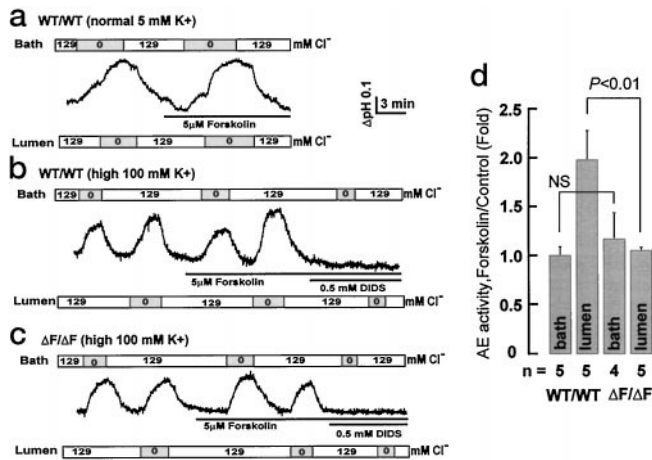 a WT/WT (normal 5 mM K+)
Bath 129 0 129 0 129 mM Cl⁻
ΔpH 0.1
3 min
5µM Forskolin
Lumen 129 0 129 0 129
b WT/WT (high 100 mM K+)
Bath 129 0 129 0 129 0 129 mM Cl⁻
5µM Forskolin
0.5 mM DIDS
Lumen 129 0 129 0 129 0 mM Cl⁻
c ΔF/ΔF (high 100 mM K+)
Bath 129 0 129 0 129 0 129 mM Cl⁻
5µM Forskolin
0.5 mM DIDS
Lumen 129 0 129 0 129 0 mM Cl⁻
d
P<0.01
NS
AE activity,Forskolin/Control (Fold)
2.0
2.5
1.0
0.5
0
bath lumen bath lumen
n = 5 5 4 5
WT/WT ΔF/ΔF